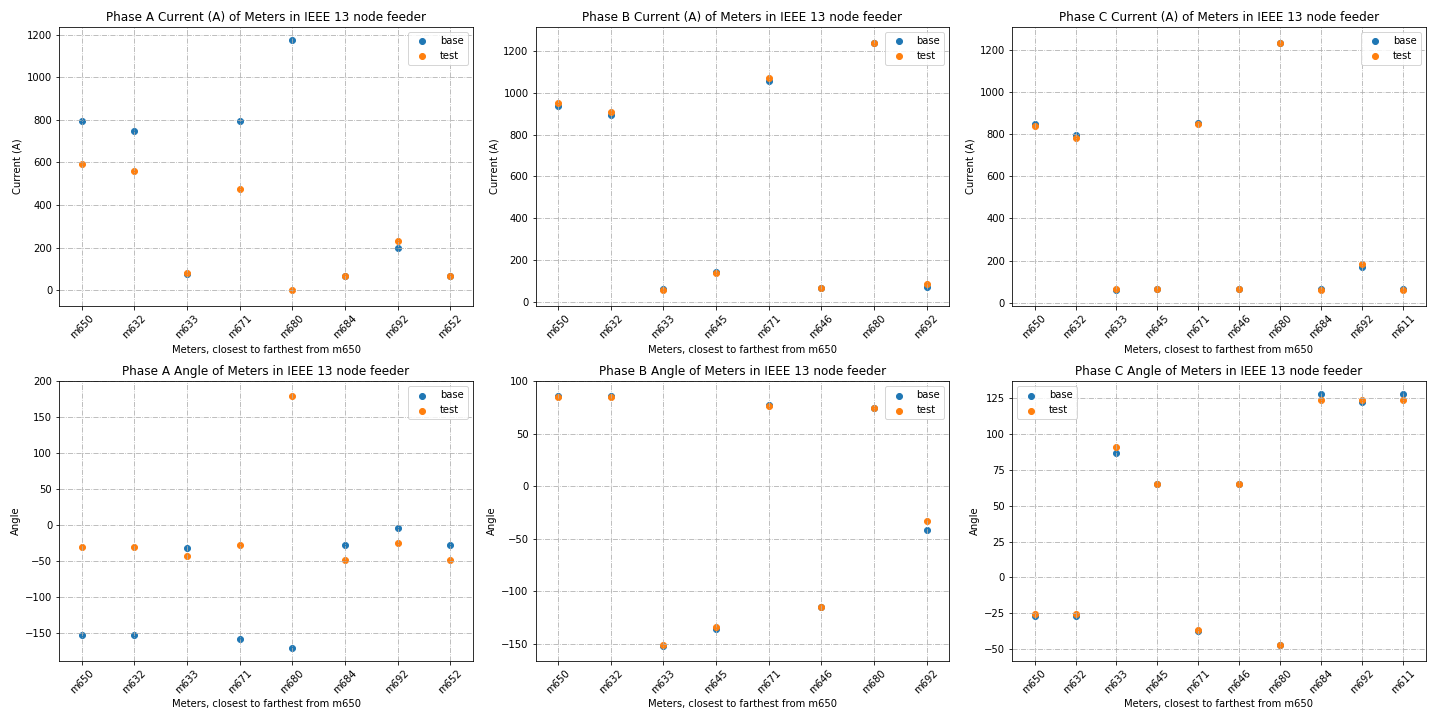 Phase A Current (A) of Meters in IEEE 13 node feeder
1200
1000
800
600
400
200
0
Current (A)
base
test
m650
m632
m633
m671
m680
m684
m692
m652
Meters, closest to farthest from m650
Phase B Current (A) of Meters in IEEE 13 node feeder
1200
1000
800
600
400
200
0
Current (A)
base
test
m650
m632
m633
m645
m671
m646
m680
m692
Meters, closest to farthest from m650
Phase C Current (A) of Meters in IEEE 13 node feeder
1200
1000
800
600
400
200
0
Current (A)
base
test
m650
m632
m633
m645
m671
m646
m680
m684
m692
m611
Meters, closest to farthest from m650
Phase A Angle of Meters in IEEE 13 node feeder
200
150
100
50
0
−50
−100
−150
Angle
base
test
m650
m632
m633
m671
m680
m684
m692
m652
Meters, closest to farthest from m650
Phase B Angle of Meters in IEEE 13 node feeder
100
50
0
−50
−100
−150
Angle
base
test
m650
m632
m633
m645
m671
m646
m680
m692
Meters, closest to farthest from m650
Phase C Angle of Meters in IEEE 13 node feeder
125
100
75
50
25
0
−25
−50
Angle
base
test
m650
m632
m633
m645
m671
m646
m680
m684
m692
m611
Meters, closest to farthest from m650